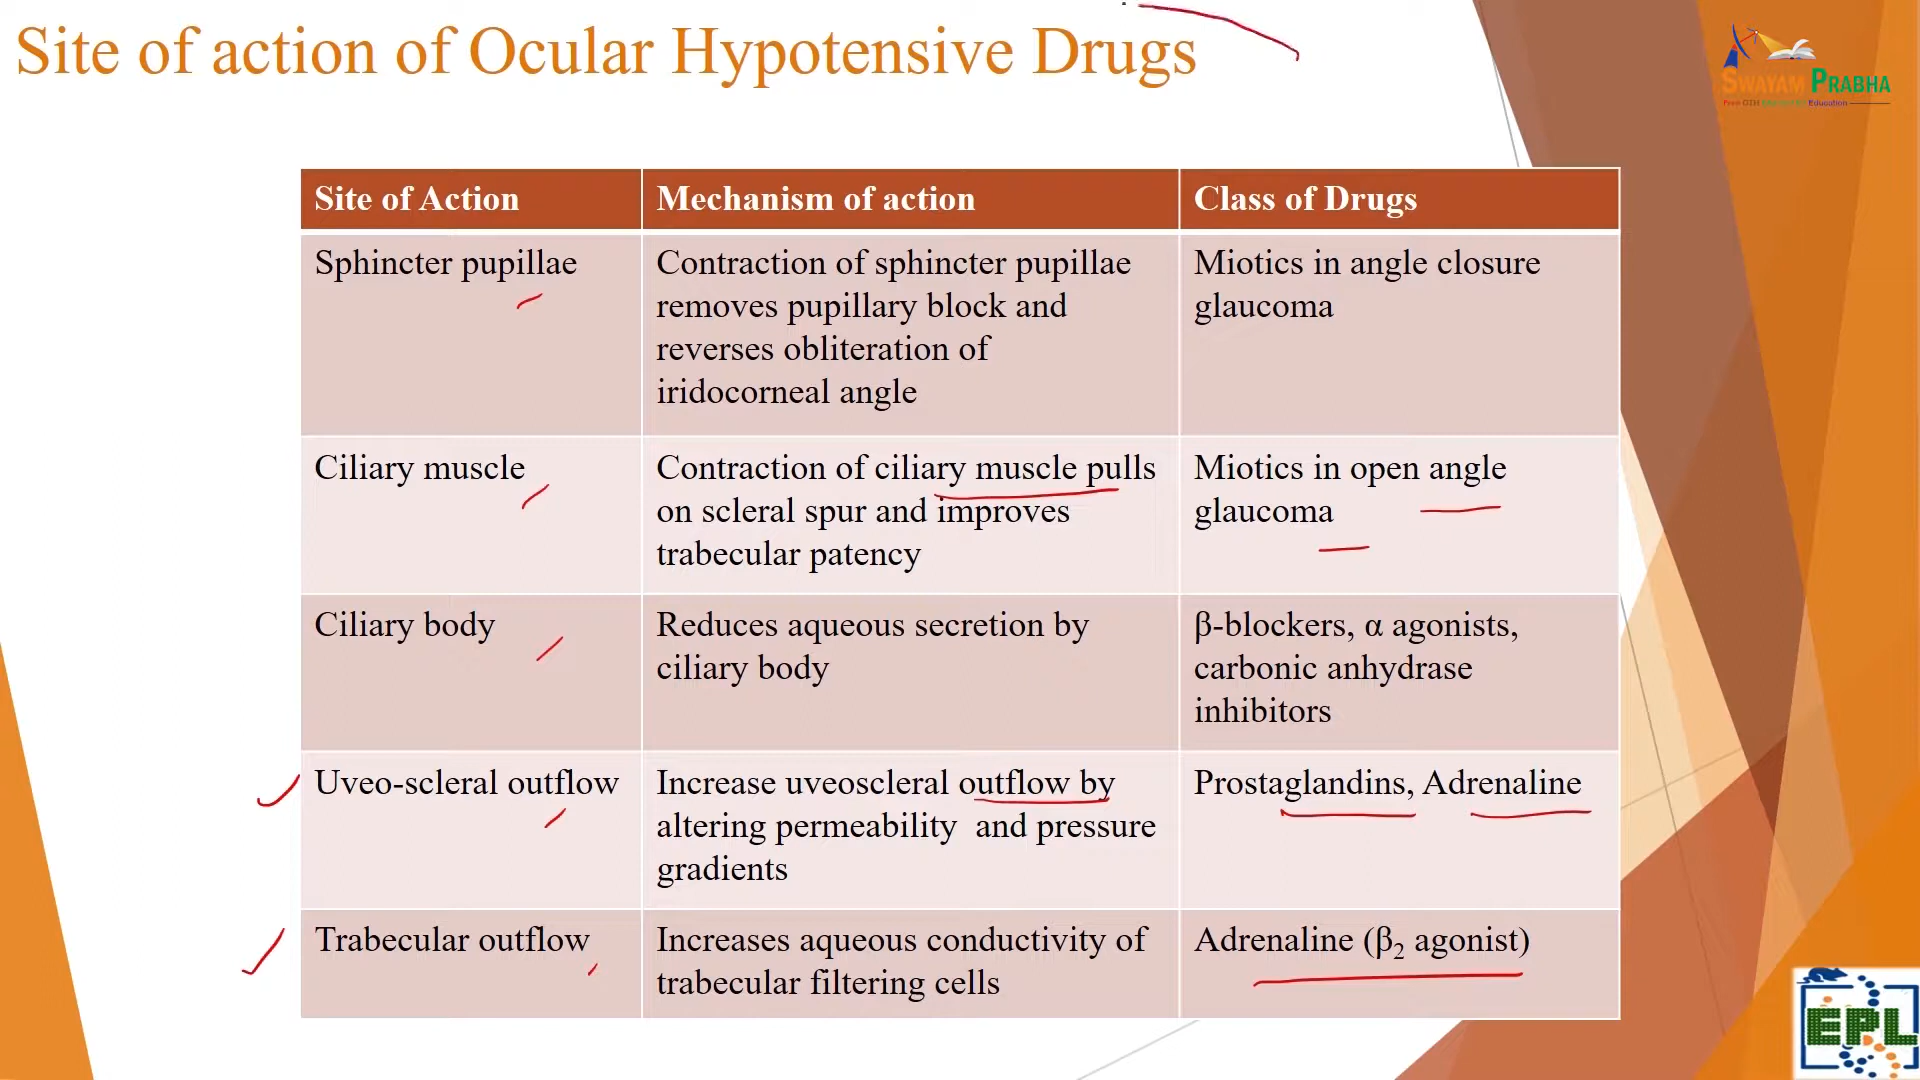 Site of action of Ocular Hypotensive Drugs
SWAYAM PRABHA
Site of Action
Mechanism of action
Class of Drugs
Sphincter pupillae
Contraction of sphincter pupillae
removes pupillary block and
reverses obliteration of
iridocorneal angle
Miotics in angle closure
glaucoma
Ciliary muscle
Contraction of ciliary muscle pulls
on scleral spur and improves
trabecular patency
Miotics in open angle
glaucoma
Ciliary body
Reduces aqueous secretion by
ciliary body
β-blockers, α agonists,
carbonic anhydrase
inhibitors
Uveo-scleral outflow
Increase uveoscleral outflow by
altering permeability and pressure
gradients
Prostaglandins, Adrenaline
Trabecular outflow
Increases aqueous conductivity of
trabecular filtering cells
Adrenaline (β₂ agonist)
EPL